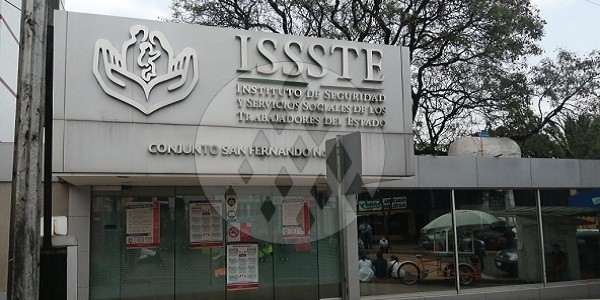 ISSSTE
INSTITUTO DE SEGURIDAD
Y SERVICIOS SOCIALES DE LOS
TRABAJADORES DEL ESTADO
CONJUNTO SAN FERNANDO